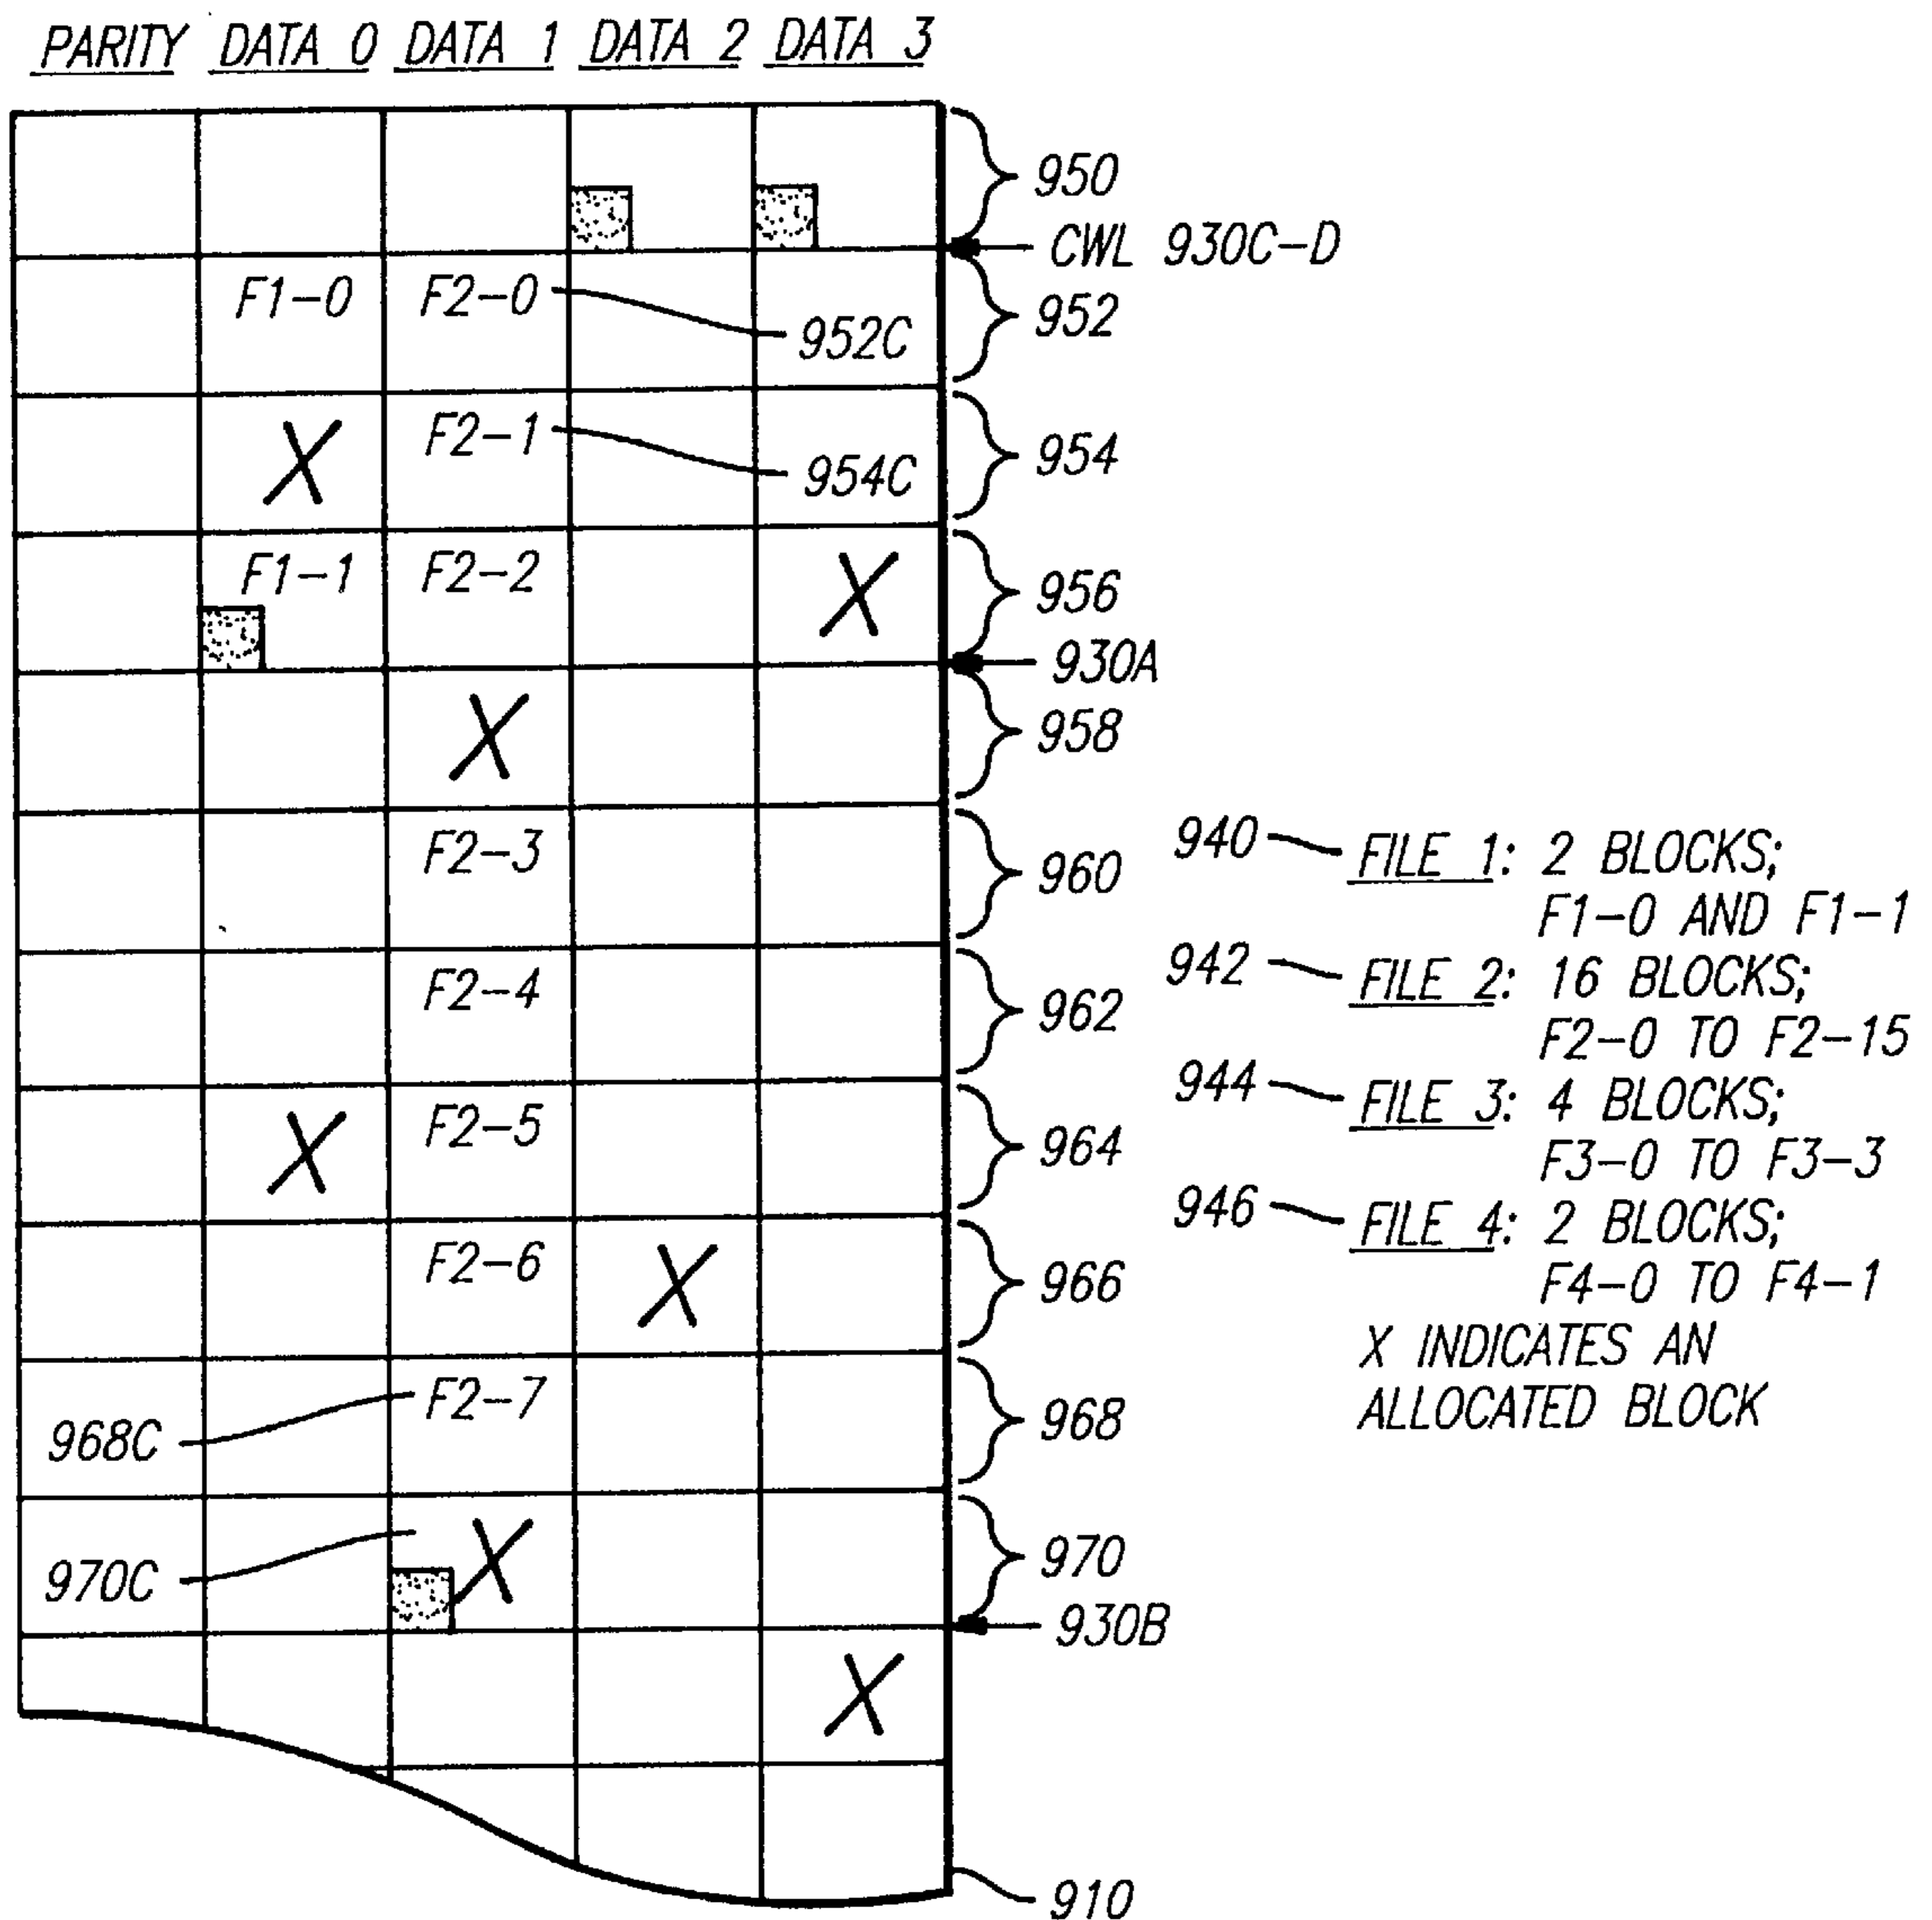 PARITY DATA 0 DATA 1 DATA 2 DATA 3
950
CWL 930C-D
F1-0 F2-0 952
952C
X F2-1 954
954C
F1-1 F2-2 X 956
930A
X 958
F2-3 960
F2-4 962
X F2-5 964
F2-6 X 966
F2-7 968
968C
X 970
970C
930B
X
910
940 FILE 1: 2 BLOCKS;
F1-0 AND F1-1
942 FILE 2: 16 BLOCKS;
F2-0 TO F2-15
944 FILE 3: 4 BLOCKS;
F3-0 TO F3-3
946 FILE 4: 2 BLOCKS;
F4-0 TO F4-1
X INDICATES AN
ALLOCATED BLOCK